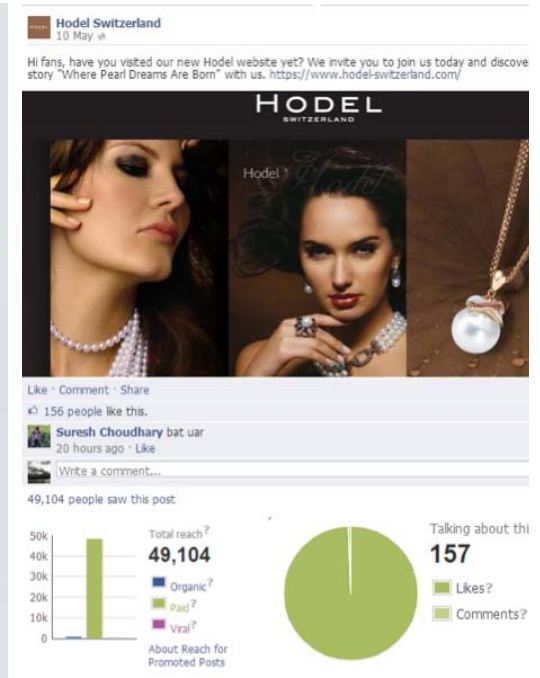 Hodel Switzerland
10 May
Hi fans, have you visited our new Hodel website yet? We invite you to join us today and discove
story "Where Pearl Dreams Are Born" with us. https://www.hodel-switzerland.com/
HODEL
SWITZERLAND
Hodel
Hodel
Like · Comment · Share
156 people like this.
Suresh Choudhary bat uar
20 hours ago · Like
Write a comment...
49,104 people saw this post
50k
40k
30k
20k
10k
0
Total reach?
49,104
Organic?
Paid?
Viral?
About Reach for
Promoted Posts
Talking about thi
157
Likes?
Comments?